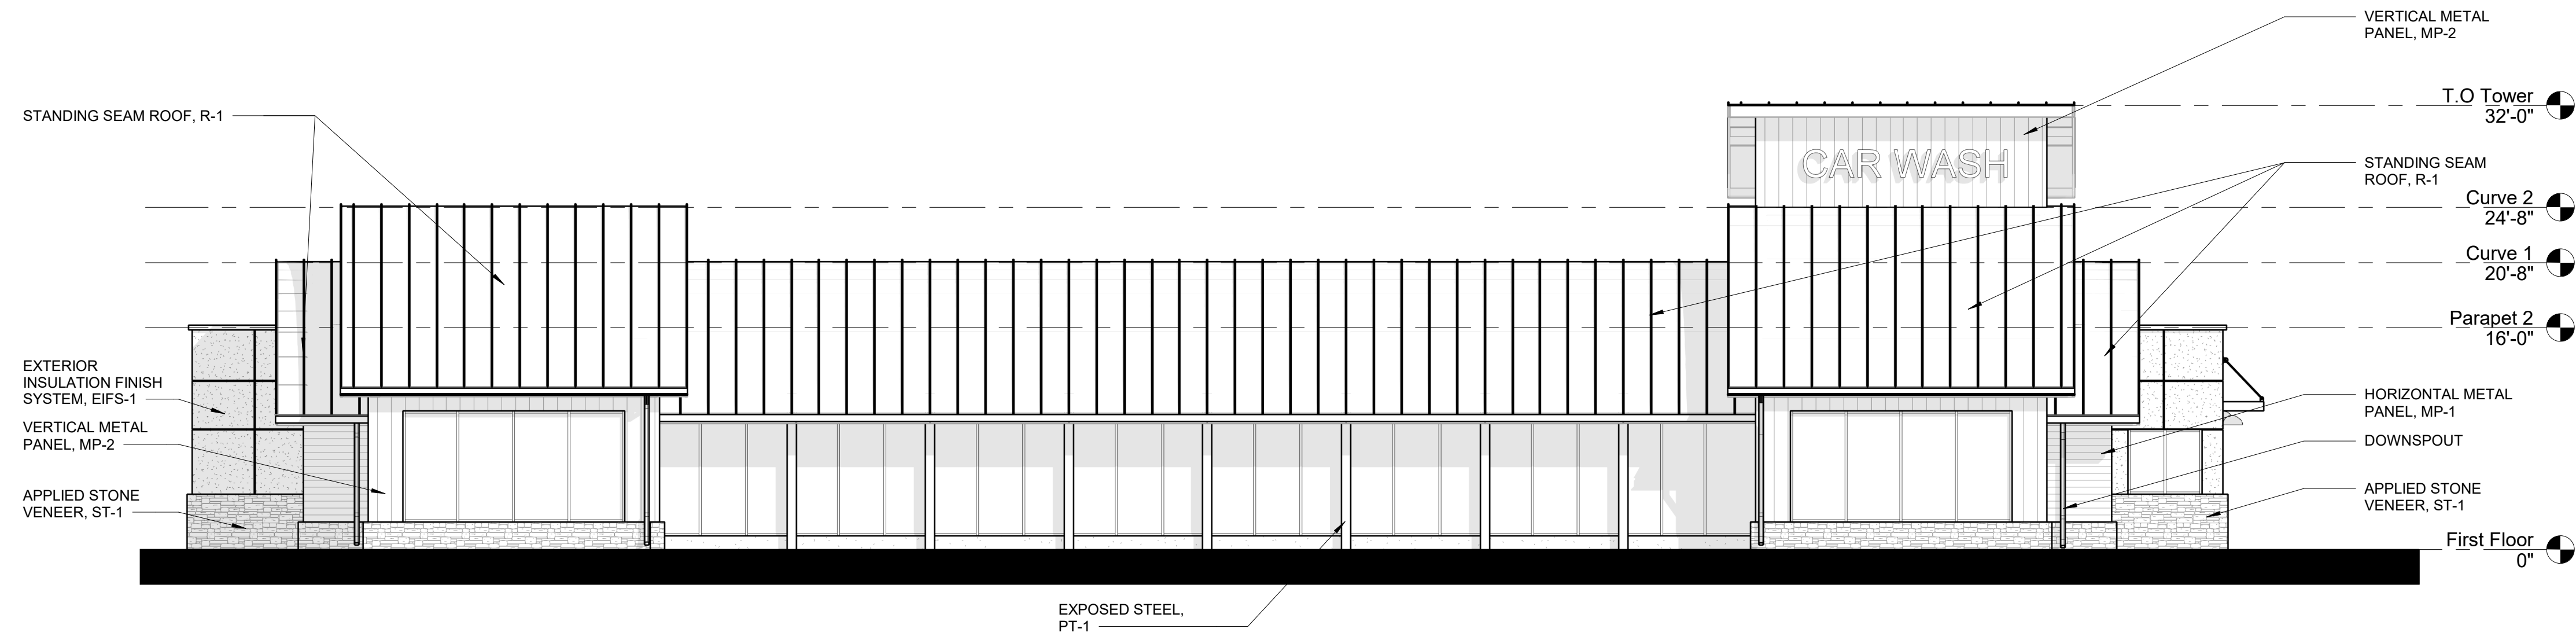 VERTICAL METAL
PANEL, MP-2
STANDING SEAM ROOF, R-1
T.O Tower
32'-0"
CAR WASH
STANDING SEAM
ROOF, R-1
Curve 2
24'-8"
Curve 1
20'-8"
Parapet 2
16'-0"
EXTERIOR
INSULATION FINISH
SYSTEM, EIFS-1
VERTICAL METAL
PANEL, MP-2
APPLIED STONE
VENEER, ST-1
HORIZONTAL METAL
PANEL, MP-1
DOWNSPOUT
APPLIED STONE
VENEER, ST-1
First Floor
0"
EXPOSED STEEL,
PT-1